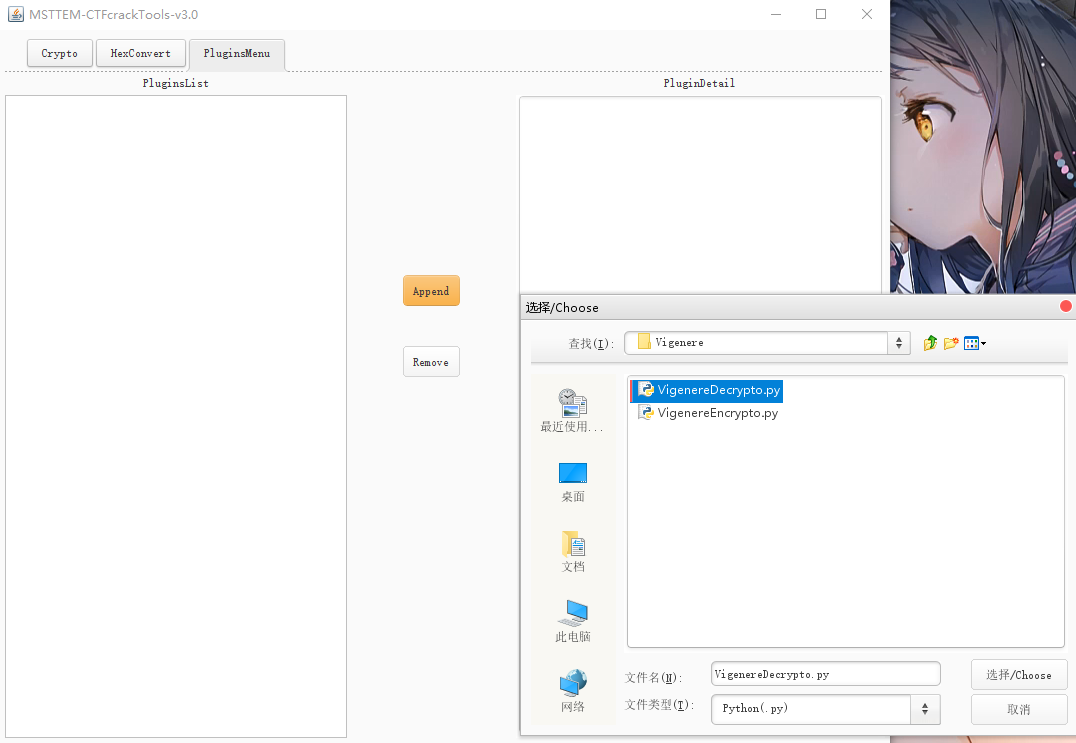 MSTTEM-CTFcrackTools-v3.0
Crypto
HexConvert
PluginsMenu
PluginsList
PluginDetail
Append
Remove
选择/Choose
查找(I):
Vigenere
VigenereDecrypto.py
VigenereEncrypto.py
最近使用...
桌面
文档
此电脑
网络
文件名(N):
VigenereDecrypto.py
选择/Choose
文件类型(T):
Python(.py)
取消